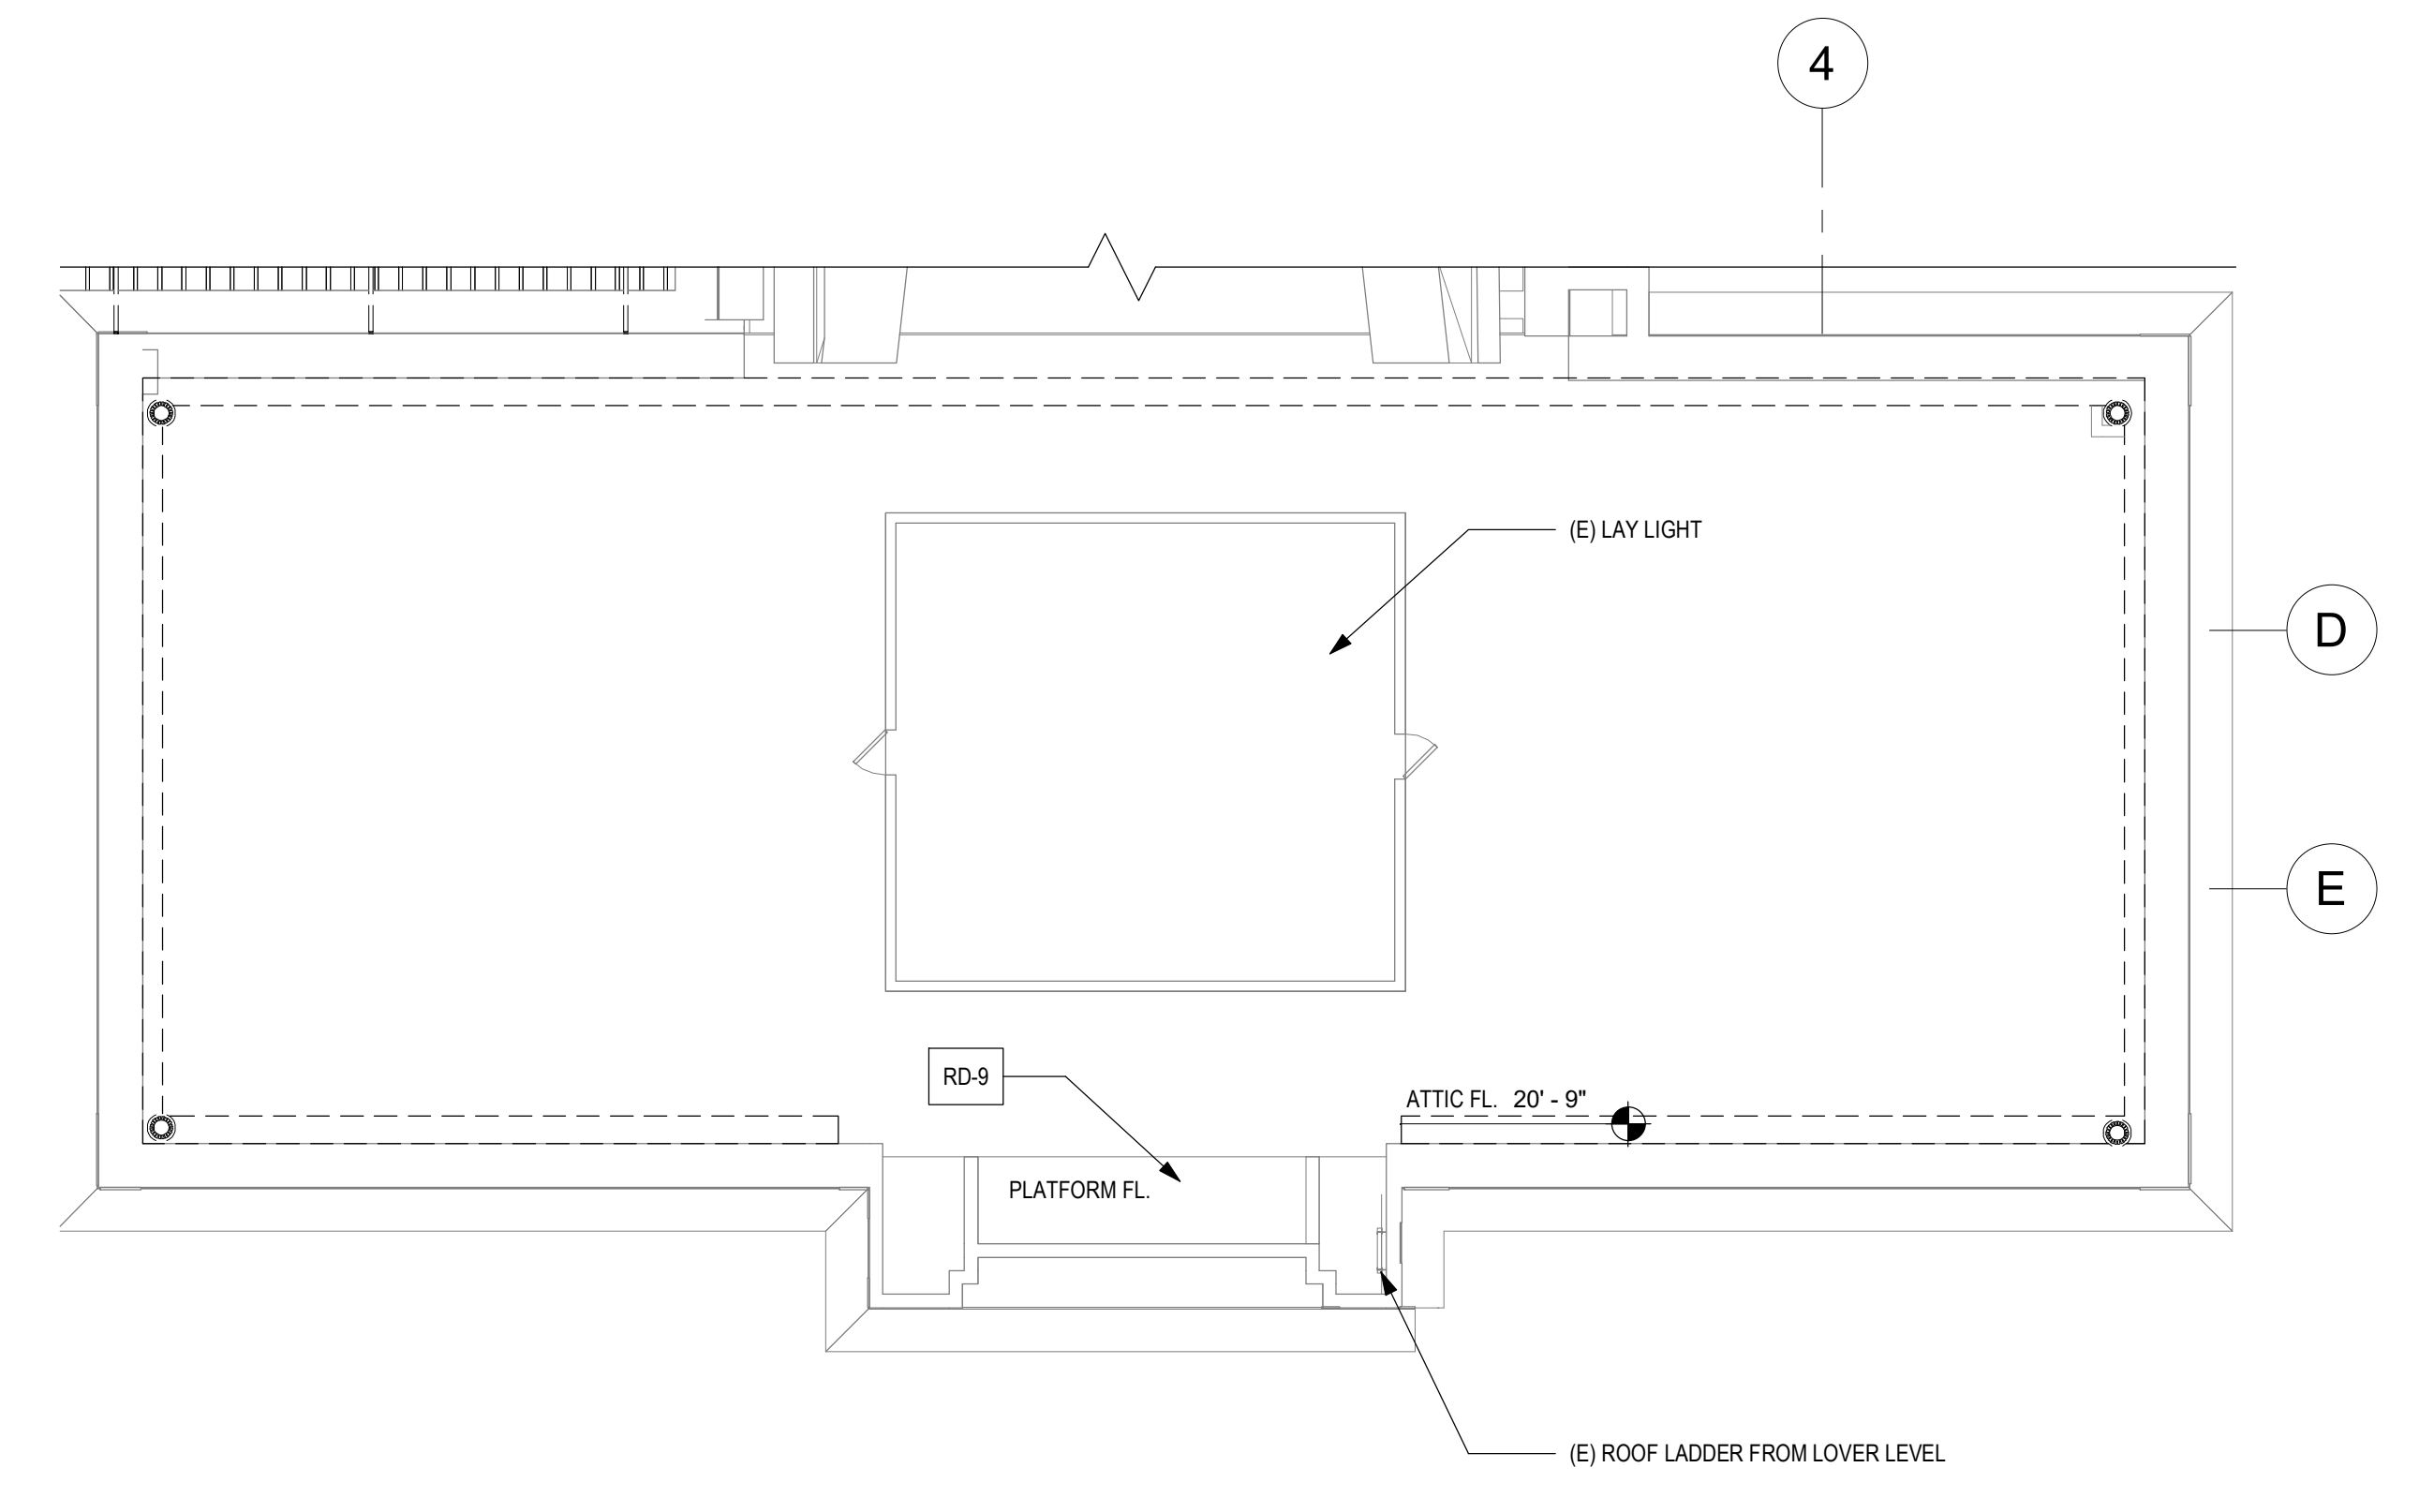 4
(E) LAY LIGHT
D
E
RD-9
ATTIC FL. 20' - 9"
PLATFORM FL.
(E) ROOF LADDER FROM LOVER LEVEL